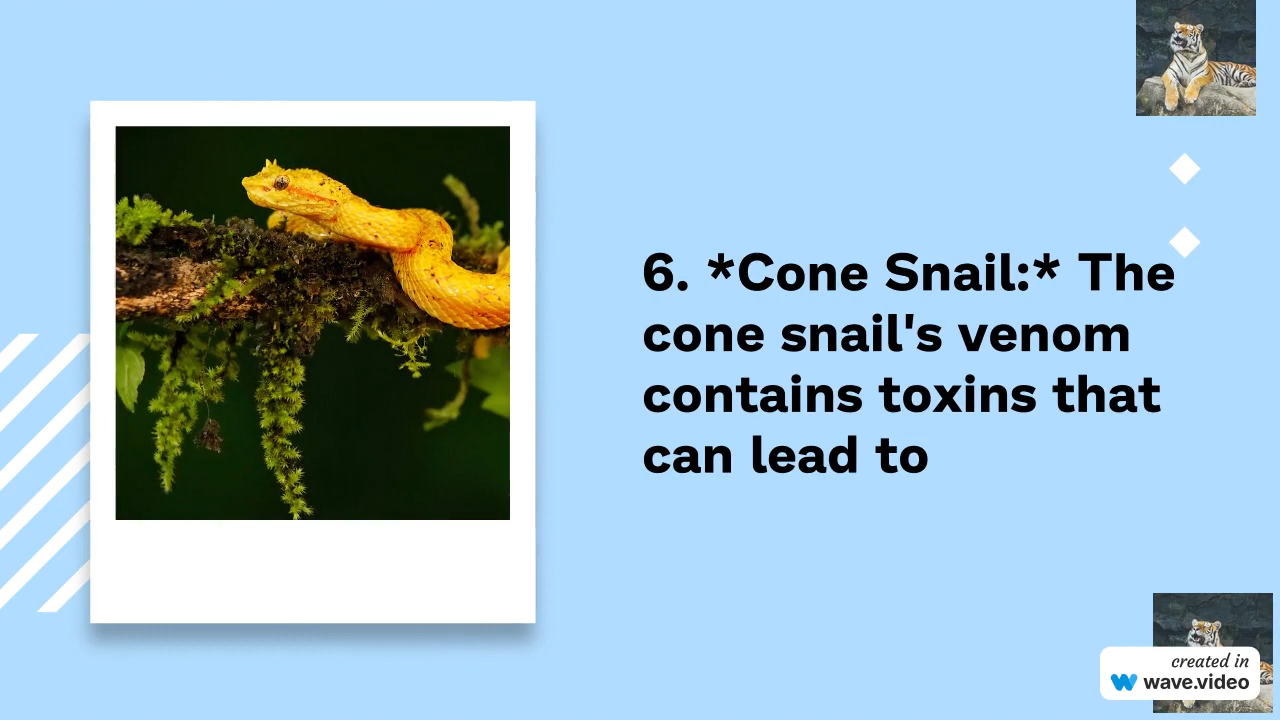 6. *Cone Snail:* The
cone snail's venom
contains toxins that
can lead to
created in
wave.video